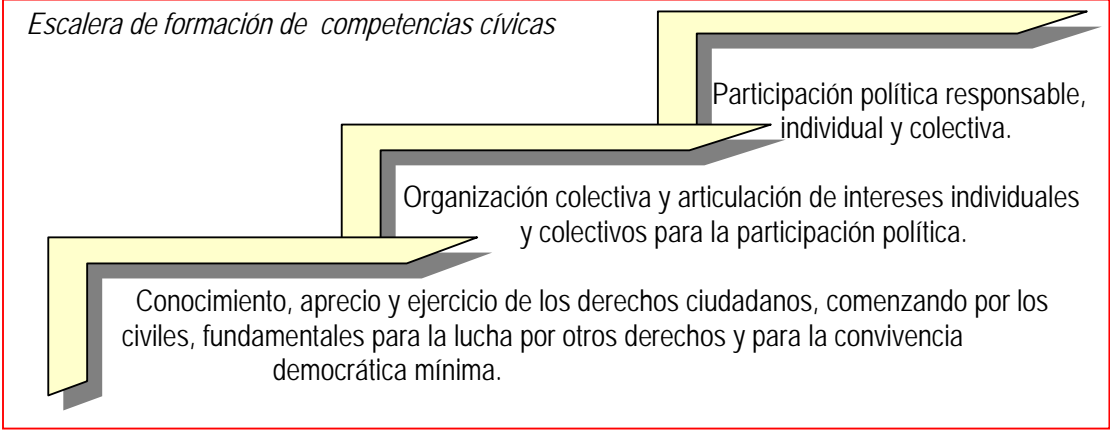 Escalera de formación de competencias cívicas
Participación política responsable,
individual y colectiva.
Organización colectiva y articulación de intereses individuales
y colectivos para la participación política.
Conocimiento, aprecio y ejercicio de los derechos ciudadanos, comenzando por los
civiles, fundamentales para la lucha por otros derechos y para la convivencia
democrática mínima.